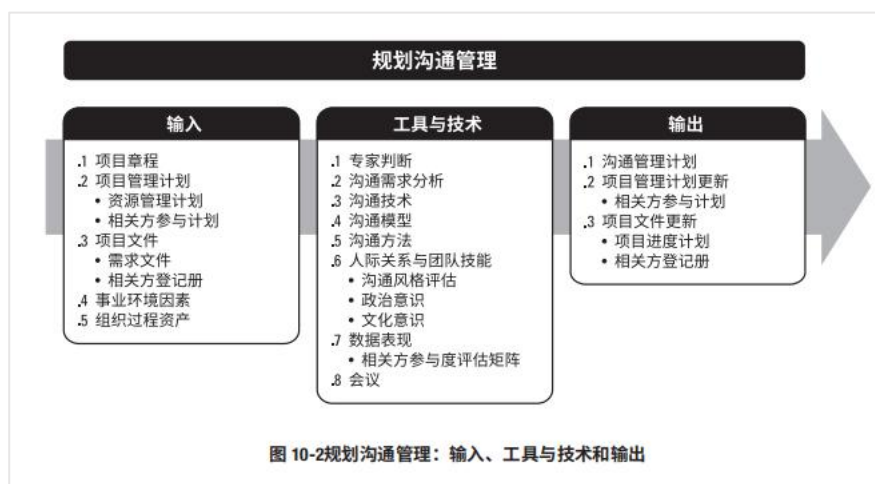 规划沟通管理
输入
.1 项目章程
.2 项目管理计划
• 资源管理计划
• 相关方参与计划
.3 项目文件
• 需求文件
• 相关方登记册
.4 事业环境因素
.5 组织过程资产
工具与技术
.1 专家判断
.2 沟通需求分析
.3 沟通技术
.4 沟通模型
.5 沟通方法
.6 人际关系与团队技能
• 沟通风格评估
• 政治意识
• 文化意识
.7 数据表现
• 相关方参与度评估矩阵
.8 会议
输出
.1 沟通管理计划
.2 项目管理计划更新
• 相关方参与计划
.3 项目文件更新
• 项目进度计划
• 相关方登记册
图 10-2规划沟通管理：输入、工具与技术和输出